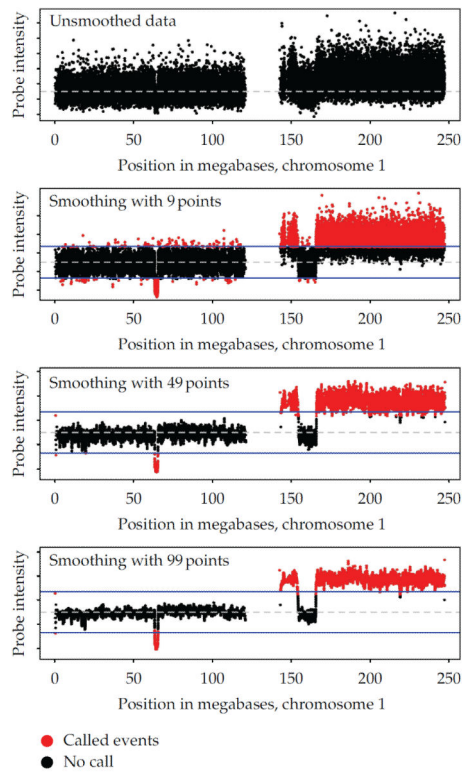 Unsmoothed data
Probe intensity
0 50 100 150 200 250
Position in megabases, chromosome 1
Smoothing with 9 points
Probe intensity
0 50 100 150 200 250
Position in megabases, chromosome 1
Smoothing with 49 points
Probe intensity
0 50 100 150 200 250
Position in megabases, chromosome 1
Smoothing with 99 points
Probe intensity
0 50 100 150 200 250
Position in megabases, chromosome 1
Called events
No call